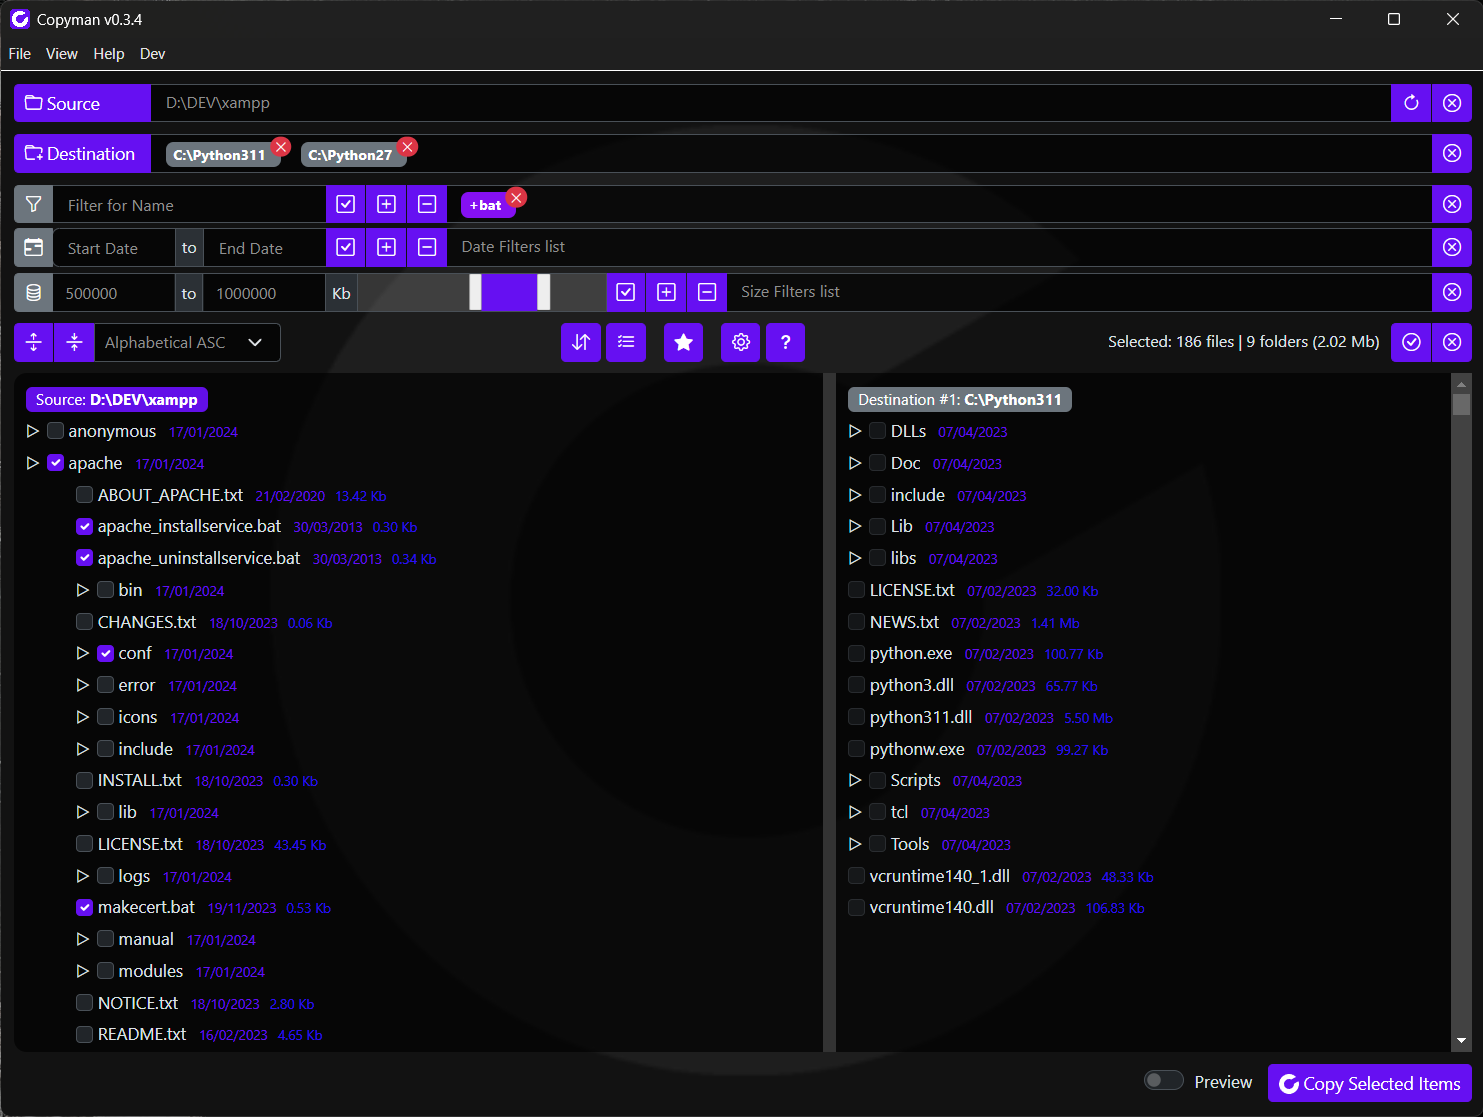 Copyman v0.3.4
File View Help Dev
Source D:\DEV\xampp
Destination C:\Python311 C:\Python27
Filter for Name +bat
Start Date to End Date Date Filters list
500000 to 1000000 Kb Size Filters list
Alphabetical ASC ? Selected: 186 files | 9 folders (2.02 Mb)
Source: D:\DEV\xampp
anonymous 17/01/2024
apache 17/01/2024
ABOUT_APACHE.txt 21/02/2020 13.42 Kb
apache_installservice.bat 30/03/2013 0.30 Kb
apache_uninstallservice.bat 30/03/2013 0.34 Kb
bin 17/01/2024
CHANGES.txt 18/10/2023 0.06 Kb
conf 17/01/2024
error 17/01/2024
icons 17/01/2024
include 17/01/2024
INSTALL.txt 18/10/2023 0.30 Kb
lib 17/01/2024
LICENSE.txt 18/10/2023 43.45 Kb
logs 17/01/2024
makecert.bat 19/11/2023 0.53 Kb
manual 17/01/2024
modules 17/01/2024
NOTICE.txt 18/10/2023 2.80 Kb
README.txt 16/02/2023 4.65 Kb
Destination #1: C:\Python311
DLLs 07/04/2023
Doc 07/04/2023
include 07/04/2023
Lib 07/04/2023
libs 07/04/2023
LICENSE.txt 07/02/2023 32.00 Kb
NEWS.txt 07/02/2023 1.41 Mb
python.exe 07/02/2023 100.77 Kb
python3.dll 07/02/2023 65.77 Kb
python311.dll 07/02/2023 5.50 Mb
pythonw.exe 07/02/2023 99.27 Kb
Scripts 07/04/2023
tcl 07/04/2023
Tools 07/04/2023
vcruntime140_1.dll 07/02/2023 48.33 Kb
vcruntime140.dll 07/02/2023 106.83 Kb
Preview Copy Selected Items